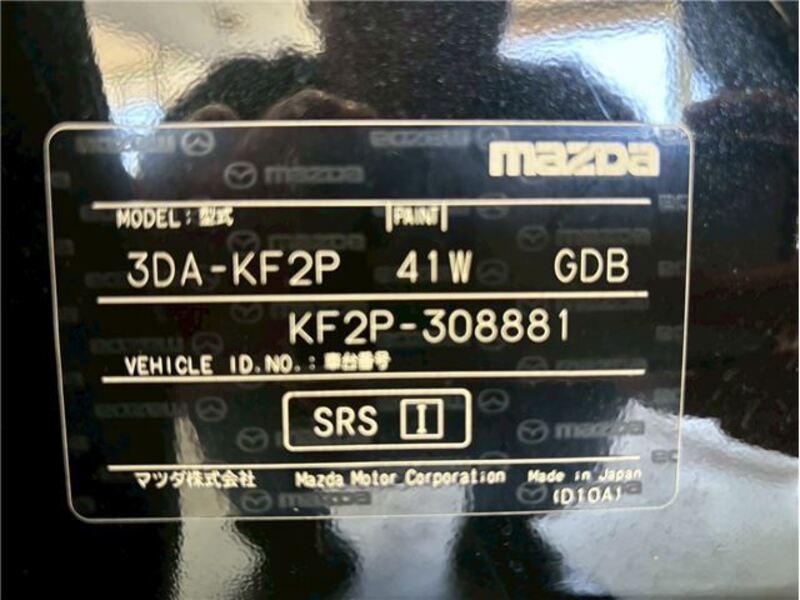 mazda
MODEL:型式 PAINT
3DA-KF2P 41W GDB
KF2P-308881
VEHICLE ID.NO.:車台番号
SRS I
マツダ株式会社 Mazda Motor Corporation Made in Japan
(D10A)